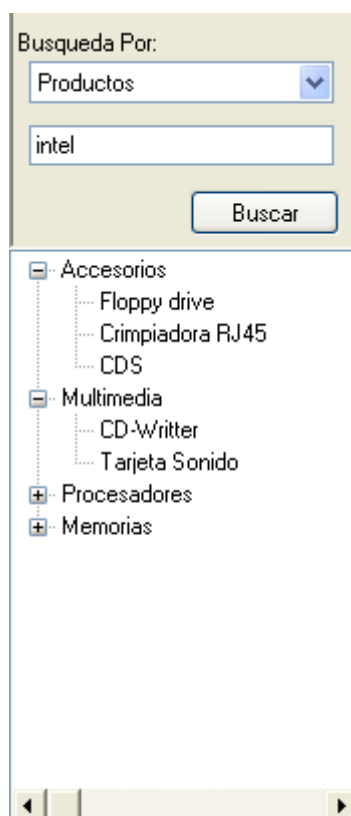 Busqueda Por:
Productos
intel
Buscar
Accesorios
Floppy drive
Crimpiadora RJ45
CDS
Multimedia
CD-Writter
Tarjeta Sonido
Procesadores
Memorias